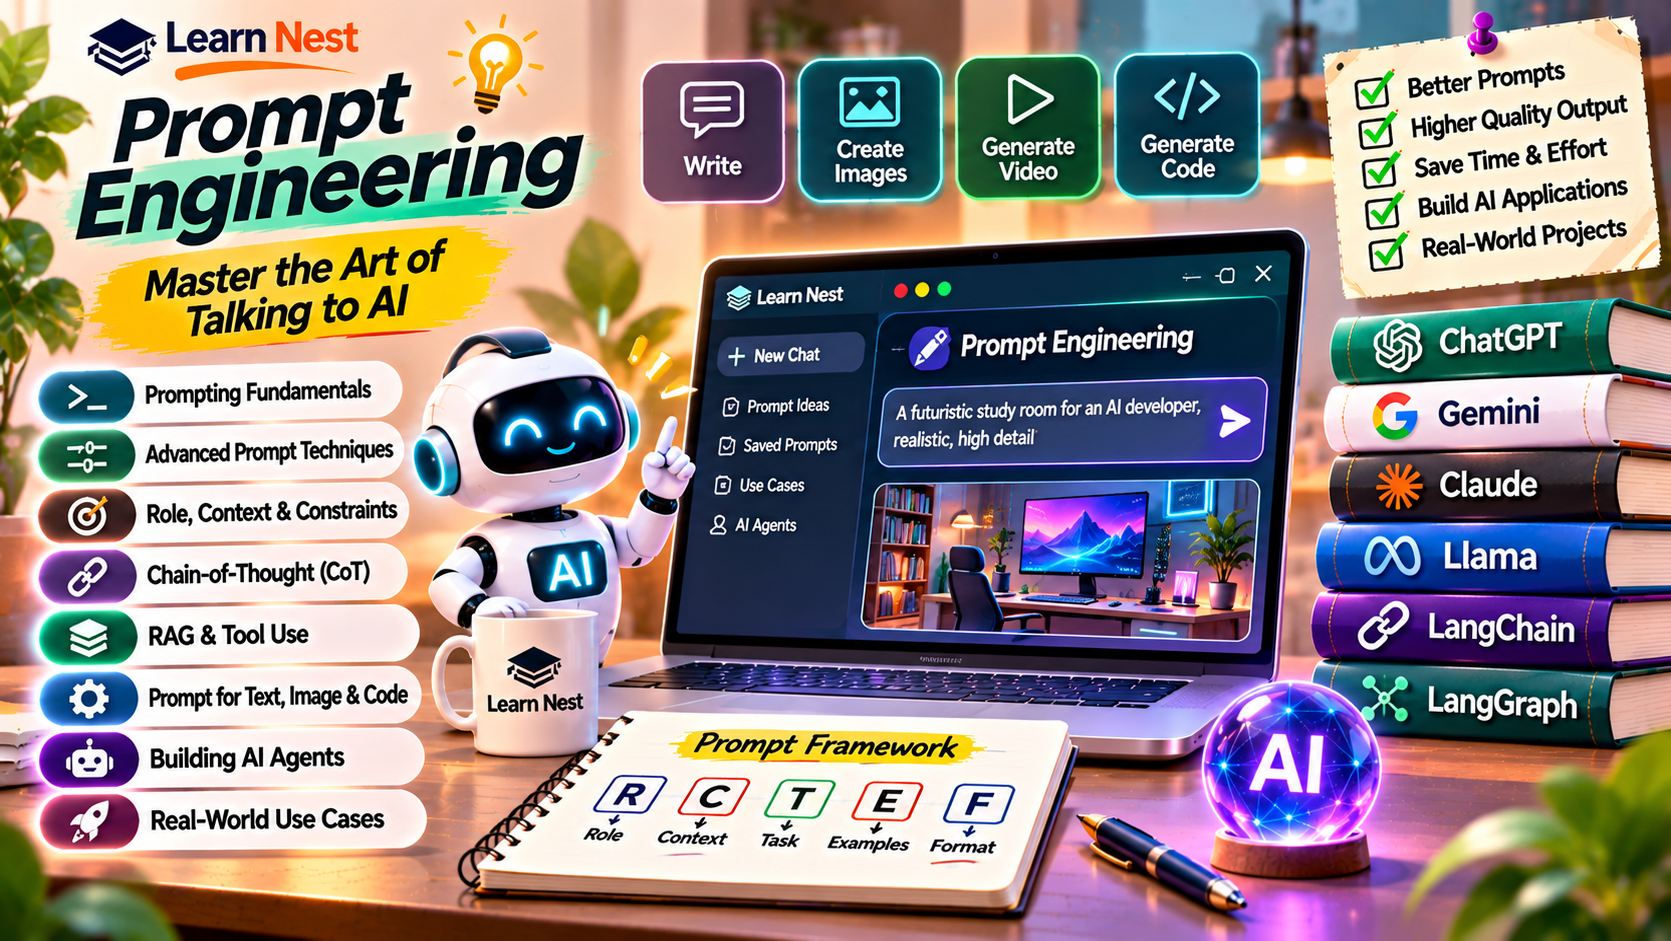 Learn Nest
Prompt
Engineering
Master the Art of
Talking to AI
Prompting Fundamentals
Advanced Prompt Techniques
Role, Context & Constraints
Chain-of-Thought (CoT)
RAG & Tool Use
Prompt for Text, Image & Code
Building AI Agents
Real-World Use Cases
Write
Create
Images
Generate
Video
Generate
Code
Better Prompts
Higher Quality Output
Save Time & Effort
Build AI Applications
Real-World Projects
Learn Nest
+ New Chat
Prompt Ideas
Saved Prompts
Use Cases
AI Agents
Prompt Engineering
A futuristic study room for an AI developer,
realistic, high detail
AI
Learn Nest
Prompt Framework
R C T E F
Role Context Task Examples Format
ChatGPT
Gemini
Claude
Llama
LangChain
LangGraph
AI